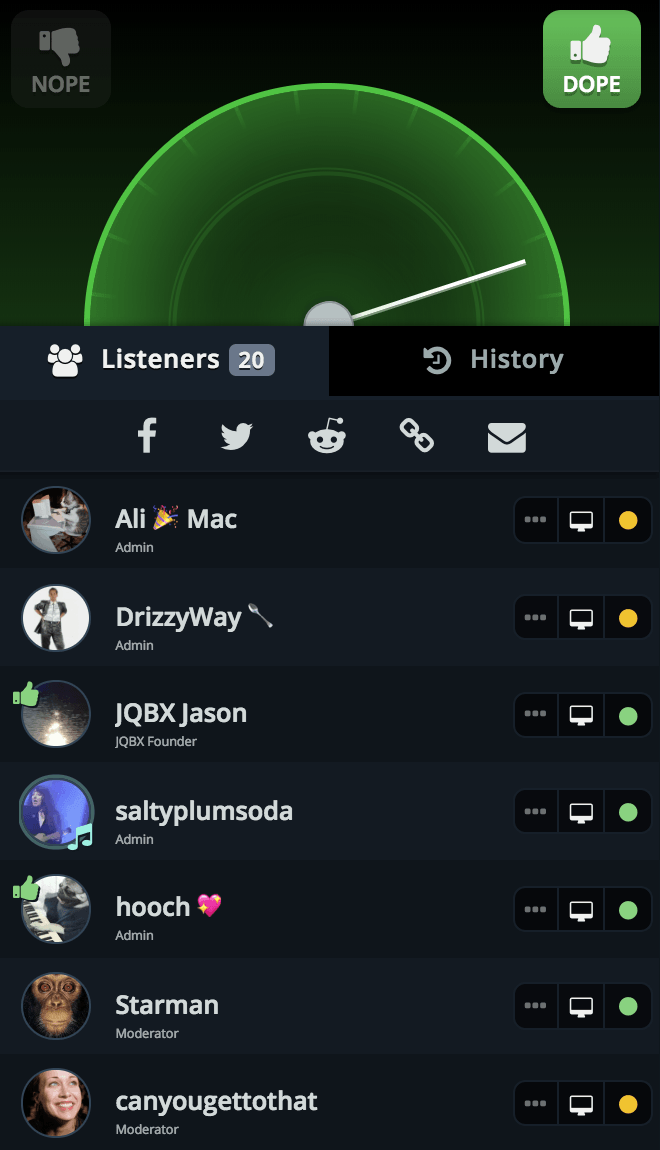 NOPE
DOPE
Listeners 20
History
Ali 🎉 Mac
Admin
DrizzyWay 🥄
Admin
JQBX Jason
JQBX Founder
saltyplumsoda
Admin
hooch 💖
Admin
Starman
Moderator
canyougettothat
Moderator